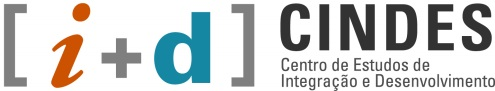 [i+d] CINDES
Centro de Estudos de
Integração e Desenvolvimento